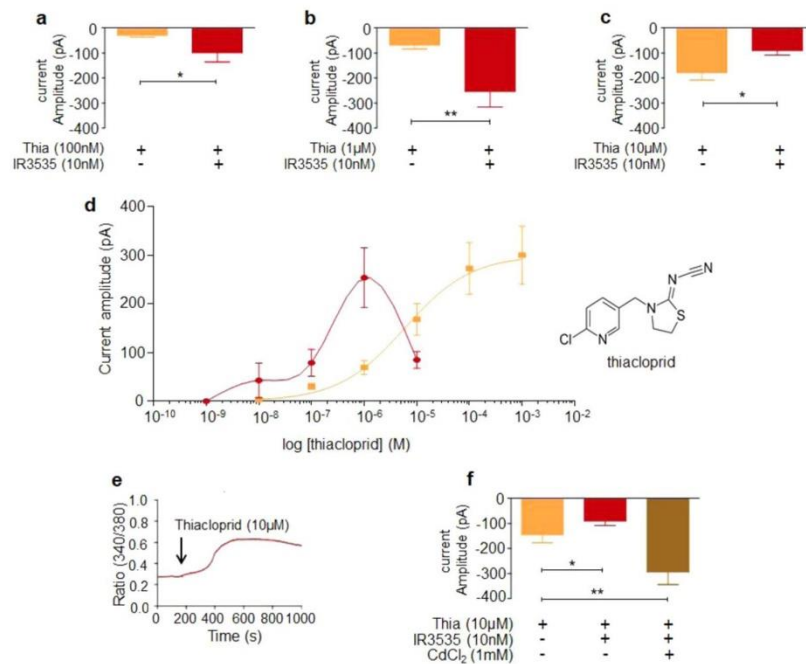 a
current
Amplitude (pA)
0
-100
-200
-300
-400
*
Thia (100nM) + +
IR3535 (10nM) - +
b
current
Amplitude (pA)
0
-100
-200
-300
-400
**
Thia (1µM) + +
IR3535 (10nM) - +
c
current
Amplitude (pA)
0
-100
-200
-300
-400
*
Thia (10µM) + +
IR3535 (10nM) - +
d
Current amplitude (pA)
400
300
200
100
0
10-10 10-9 10-8 10-7 10-6 10-5 10-4 10-3 10-2
log [thiacloprid] (M)
N
N
N
S
Cl
N
thiacloprid
e
Ratio (340/380)
1.0
0.8
0.6
0.4
0.2
0.0
Thiacloprid (10µM)
0 200 400 600 800 1000
Time (s)
f
current
Amplitude (pA)
0
-100
-200
-300
-400
*
**
Thia (10µM) + + +
IR3535 (10nM) - + +
CdCl2 (1mM) - - +